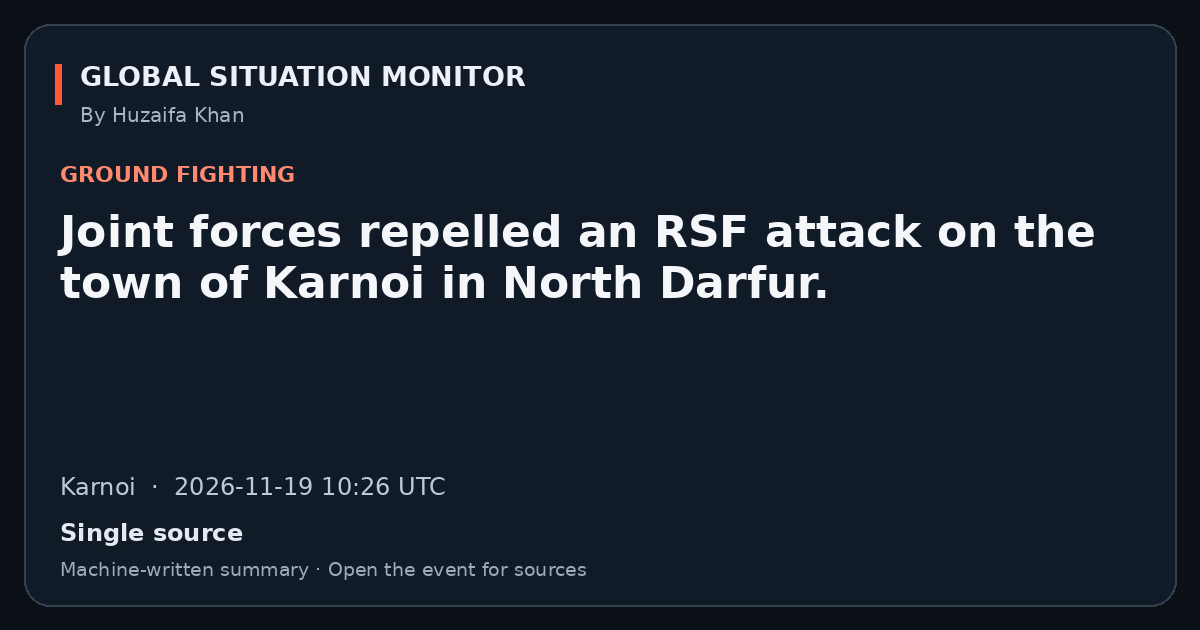 GLOBAL SITUATION MONITOR
By Huzaifa Khan
GROUND FIGHTING
Joint forces repelled an RSF attack on the
town of Karnoi in North Darfur.
Karnoi · 2026-11-19 10:26 UTC
Single source
Machine-written summary · Open the event for sources